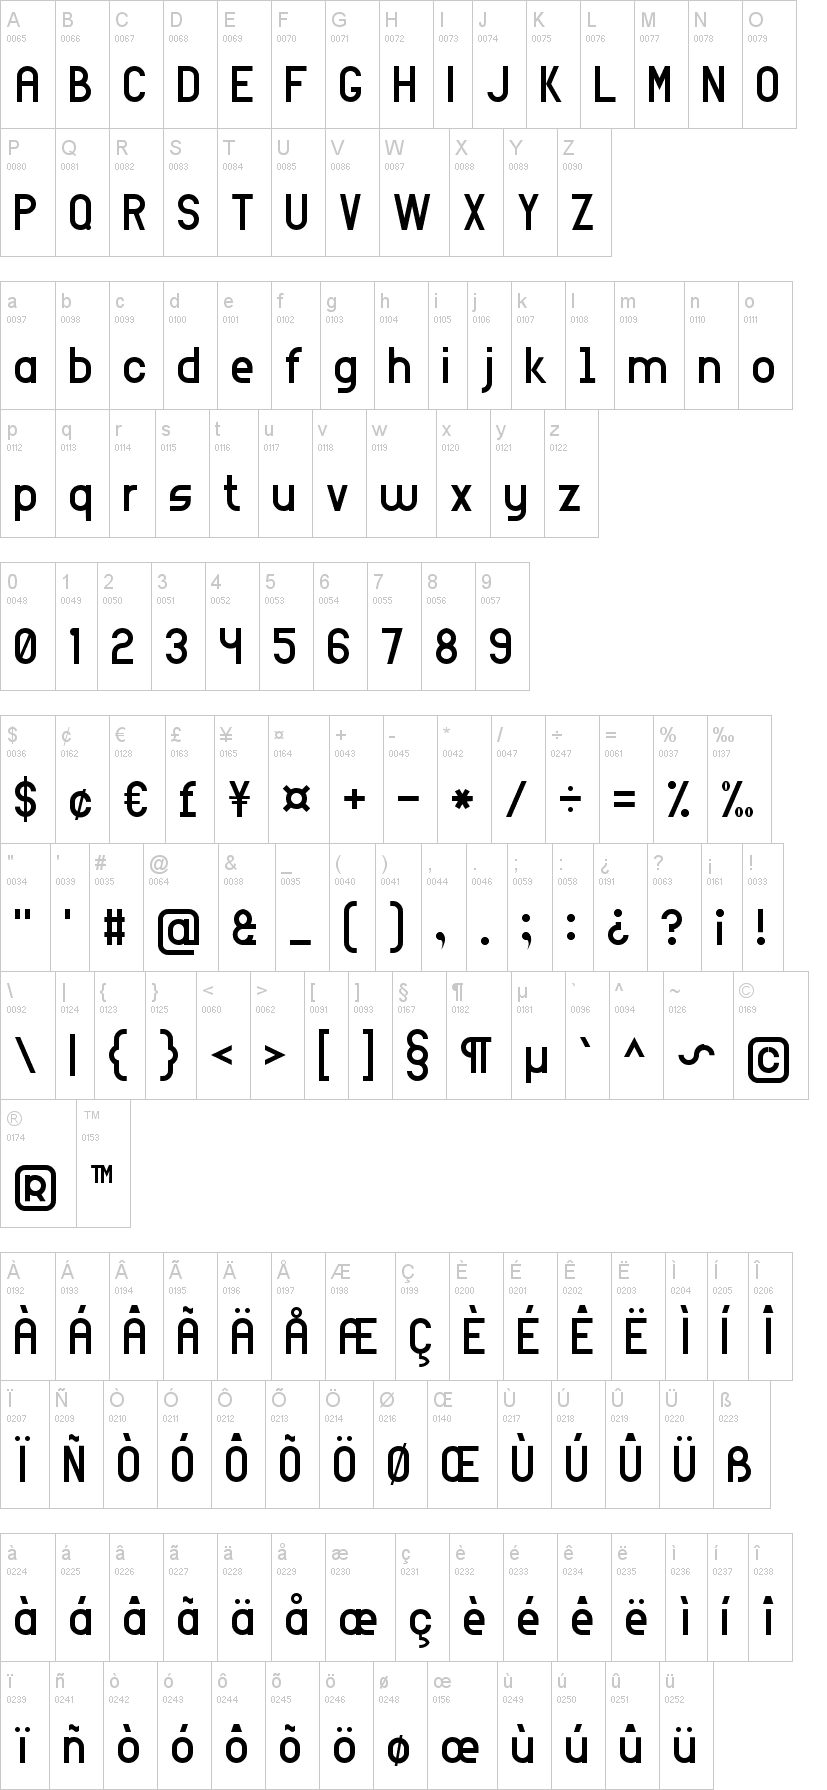 A B C D E F G H I J K L M N O
0065 0066 0067 0068 0069 0070 0071 0072 0073 0074 0075 0076 0077 0078 0079
A B C D E F G H I J K L M N O
P Q R S T U V W X Y Z
0080 0081 0082 0083 0084 0085 0086 0087 0088 0089 0090
P Q R S T U V W X Y Z
a b c d e f g h i j k l m n o
0097 0098 0099 0100 0101 0102 0103 0104 0105 0106 0107 0108 0109 0110 0111
a b c d e f g h i j k l m n o
p q r s t u v w x y z
0112 0113 0114 0115 0116 0117 0118 0119 0120 0121 0122
p q r s t u v w x y z
0 1 2 3 4 5 6 7 8 9
0048 0049 0050 0051 0052 0053 0054 0055 0056 0057
0 1 2 3 4 5 6 7 8 9
$ ¢ € £ ¥ ¤ + - * / ÷ = % ‰
0036 0162 0128 0163 0165 0164 0043 0045 0042 0047 0247 0061 0037 0137
$ ¢ € £ ¥ ¤ + - * / ÷ = % ‰
" ' # @ & _ ( ) , . ; : ¿ ? ¡ !
0034 0039 0035 0064 0038 0095 0040 0041 0044 0046 0059 0058 0191 0063 0161 0033
" ' # @ & _ ( ) , . ; : ¿ ? ¡ !
\ | { } < > [ ] § ¶ µ ` ^ ~ ©
0092 0124 0123 0125 0060 0062 0091 0093 0167 0182 0181 0096 0094 0126 0169
\ | { } < > [ ] § ¶ µ ` ^ ~ ©
® ™
0174 0153
® ™
À Á Â Ã Ä Å Æ Ç È É Ê Ë Ì Í Î
0192 0193 0194 0195 0196 0197 0198 0199 0200 0201 0202 0203 0204 0205 0206
À Á Â Ã Ä Å Æ Ç È É Ê Ë Ì Í Î
Ï Ñ Ò Ó Ô Õ Ö Ø Œ Ù Ú Û Ü ß
0207 0209 0210 0211 0212 0213 0214 0216 0140 0217 0218 0219 0220 0223
Ï Ñ Ò Ó Ô Õ Ö Ø Œ Ù Ú Û Ü ß
à á â ã ä å æ ç è é ê ë ì í î
0224 0225 0226 0227 0228 0229 0230 0231 0232 0233 0234 0235 0236 0237 0238
à á â ã ä å æ ç è é ê ë ì í î
ï ñ ò ó ô õ ö ø œ ù ú û ü
0239 0241 0242 0243 0244 0245 0246 0248 0156 0249 0250 0251 0252
ï ñ ò ó ô õ ö ø œ ù ú û ü